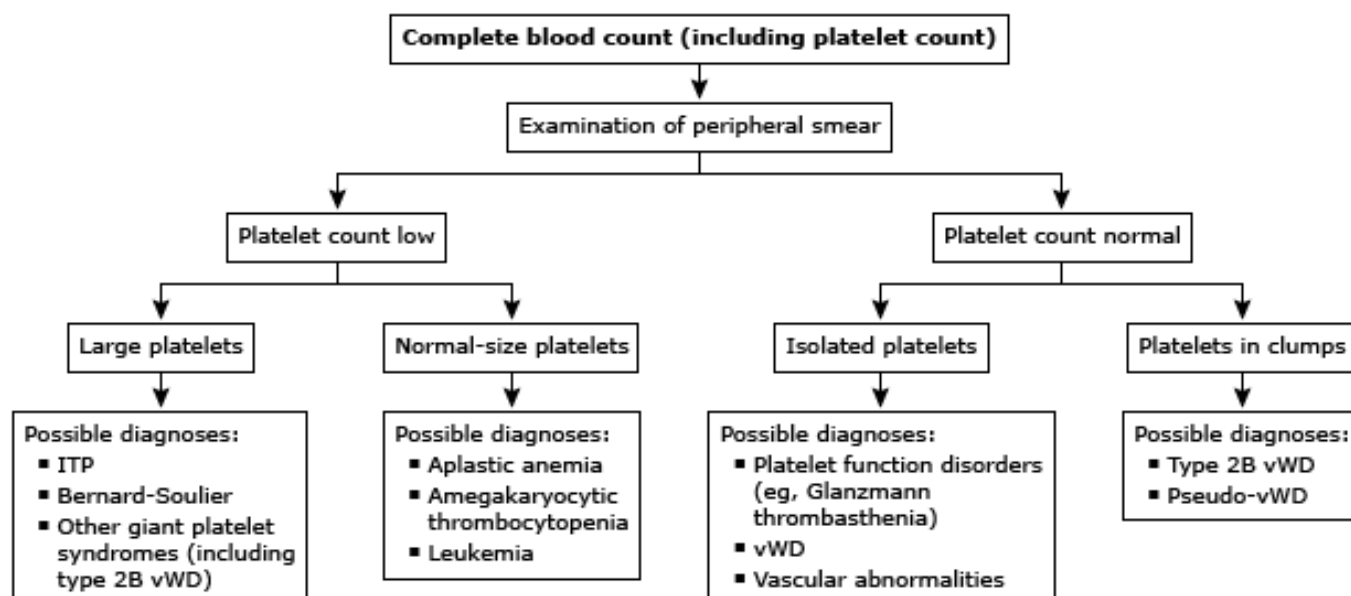 Complete blood count (including platelet count)
Examination of peripheral smear
Platelet count low
Platelet count normal
Large platelets
Normal-size platelets
Isolated platelets
Platelets in clumps
Possible diagnoses:
▪ ITP
▪ Bernard-Soulier
▪ Other giant platelet
syndromes (including
type 2B vWD)
Possible diagnoses:
▪ Aplastic anemia
▪ Amegakaryocytic
thrombocytopenia
▪ Leukemia
Possible diagnoses:
▪ Platelet function disorders
(eg, Glanzmann
thrombasthenia)
▪ vWD
▪ Vascular abnormalities
Possible diagnoses:
▪ Type 2B vWD
▪ Pseudo-vWD